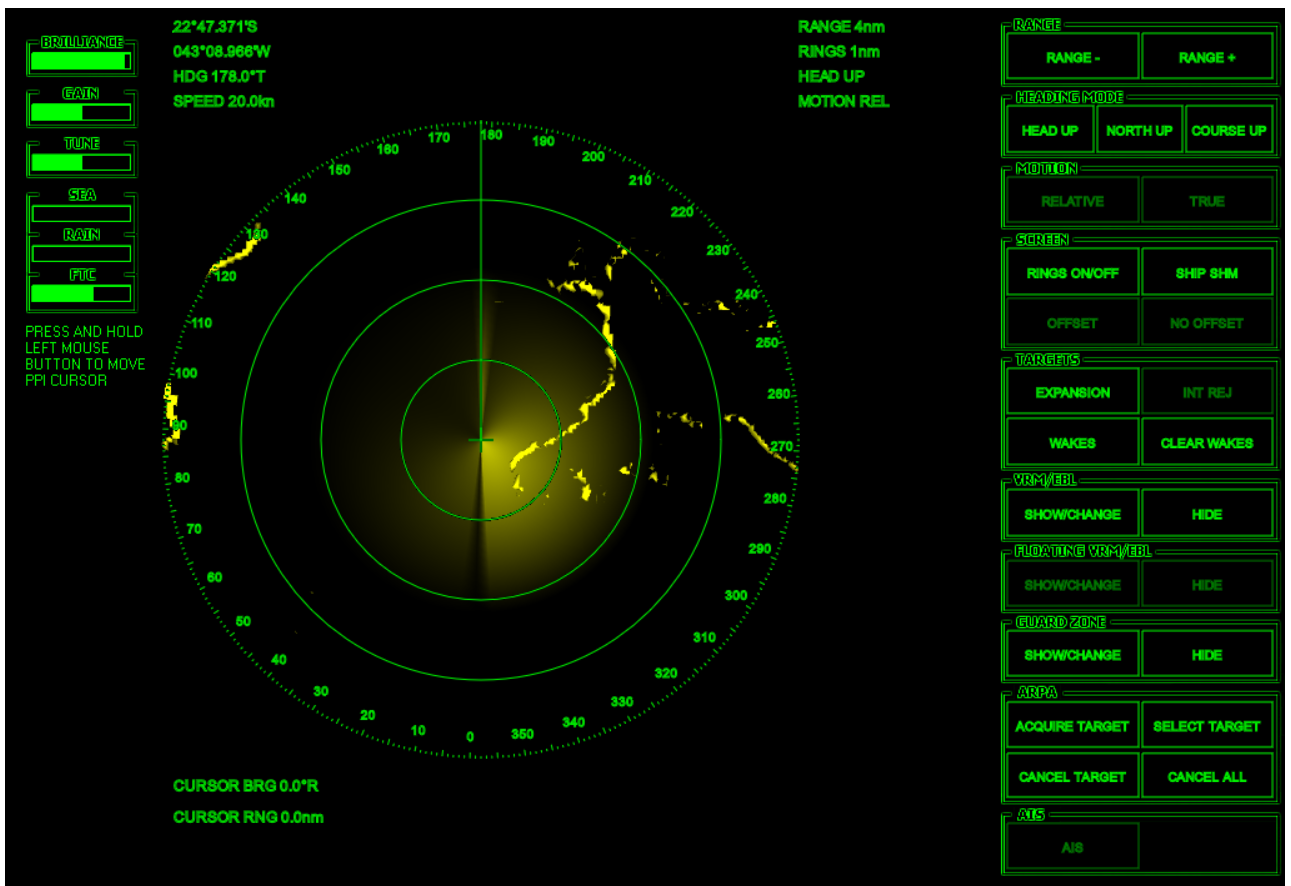 BRILLIANCE
GAIN
TUNE
SEA
RAIN
FTC
PRESS AND HOLD
LEFT MOUSE
BUTTON TO MOVE
PPI CURSOR
22°47.371'S
043°08.966'W
HDG 178.0°T
SPEED 20.0kn
RANGE 4nm
RINGS 1nm
HEAD UP
MOTION REL
180
190
200
210
220
230
240
250
260
270
280
290
300
310
320
330
340
350
0
10
20
30
40
50
60
70
80
90
100
110
120
130
140
150
160
170
CURSOR BRG 0.0°R
CURSOR RNG 0.0nm
RANGE
RANGE - RANGE +
HEADING MODE
HEAD UP NORTH UP COURSE UP
MOTION
RELATIVE TRUE
SCREEN
RINGS ON/OFF SHIP SHM
OFFSET NO OFFSET
TARGETS
EXPANSION INT REJ
WAKES CLEAR WAKES
VRM/EBL
SHOW/CHANGE HIDE
FLOATING VRM/EBL
SHOW/CHANGE HIDE
GUARD ZONE
SHOW/CHANGE HIDE
ARPA
ACQUIRE TARGET SELECT TARGET
CANCEL TARGET CANCEL ALL
AIS
AIS